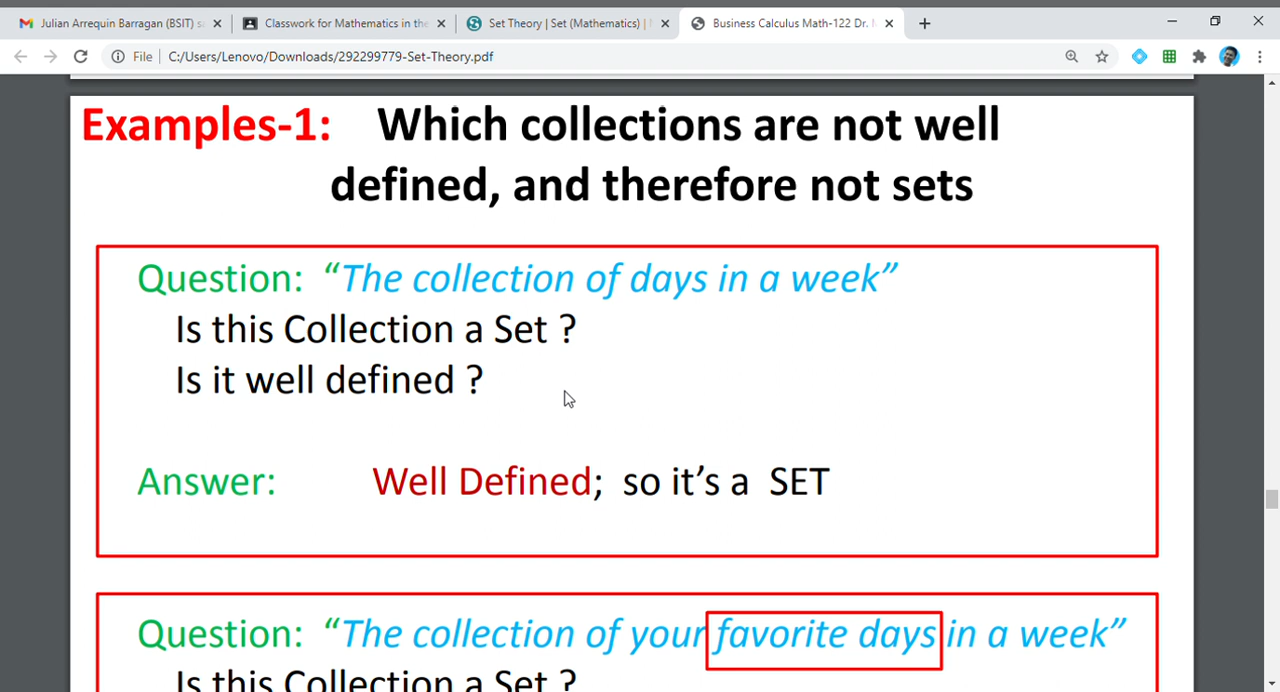 Julian Arrequin Barragan (BSIT) sa
Classwork for Mathematics in the
Set Theory | Set (Mathematics) |
Business Calculus Math-122 Dr.
File
C:/Users/Lenovo/Downloads/292299779-Set-Theory.pdf
Examples-1: Which collections are not well
defined, and therefore not sets
Question: “The collection of days in a week”
Is this Collection a Set ?
Is it well defined ?
Answer: Well Defined; so it’s a SET
Question: “The collection of your favorite days in a week”
Is this Collection a Set ?